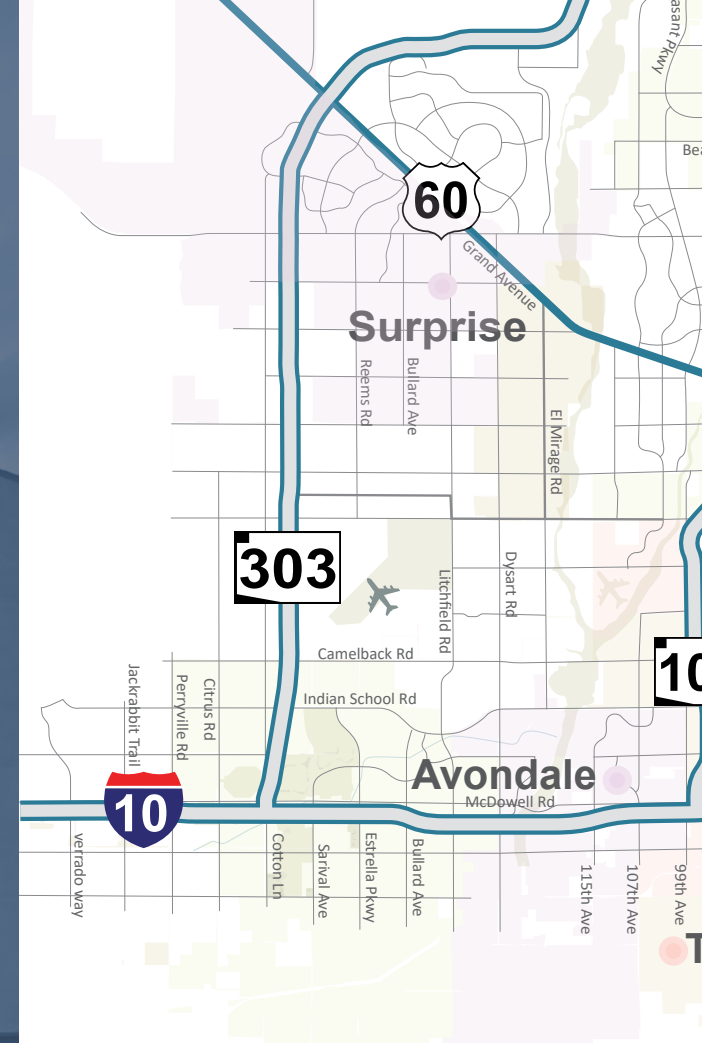 asant Pkwy
Bea
60
Grand Avenue
Surprise
Reems Rd
Bullard Ave
El Mirage Rd
303
Litchfield Rd
Dysart Rd
Camelback Rd
10
Indian School Rd
Jackrabbit Trail
Perryville Rd
Citrus Rd
Avondale
McDowell Rd
10
verrado way
Cotton Ln
Sarival Ave
Estrella Pkwy
Bullard Ave
115th Ave
107th Ave
99th Ave
T